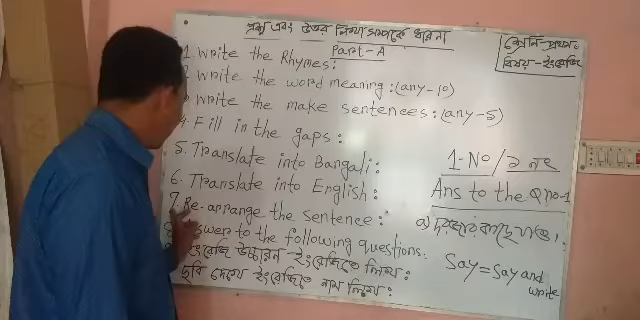 প্রশ্ন এবং উত্তর লিখা সম্পর্কে ধারনা
Part-A
শ্রেনি-প্রথম:
বিষয়-ইংরেজি
1. Write the Rhymes:
2. Write the word meaning: (any-10)
3. Write the make sentences: (any-5)
4. Fill in the gaps:
5. Translate into Bangali:
6. Translate into English:
7. Re-arrange the sentence:
8. Answer to the following questions:
ইংরেজি উচ্চারন-ইংরেজিতে লিখ:
ছবি দেখে ইংরেজিতে নাম লিখ:
1-No / ১ নং
Ans to the Q no-1
a)
Say = Say and
write